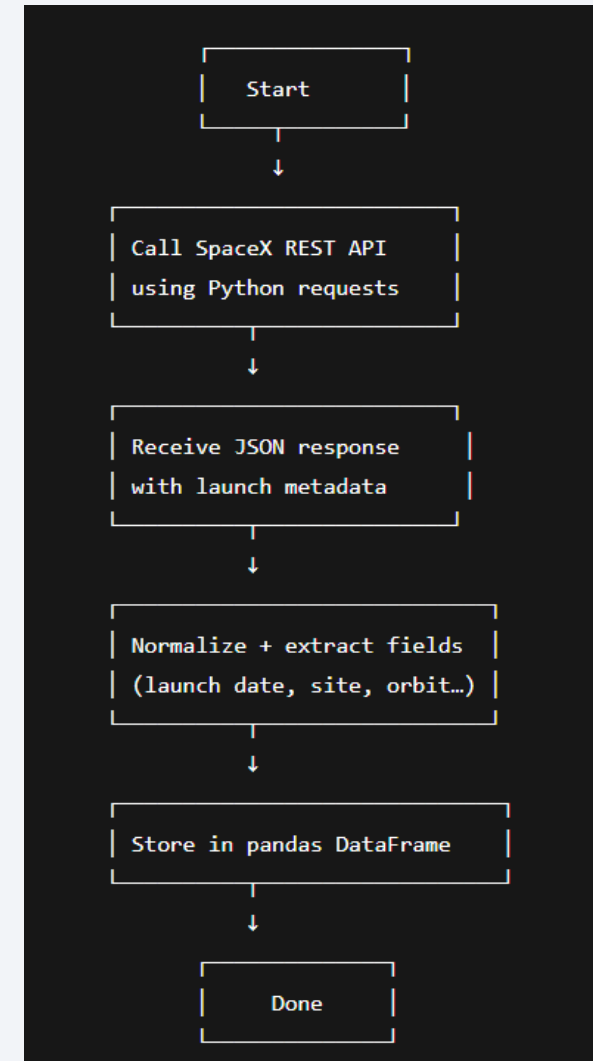 Start
Call SpaceX REST API
using Python requests
Receive JSON response
with launch metadata
Normalize + extract fields
(launch date, site, orbit…)
Store in pandas DataFrame
Done